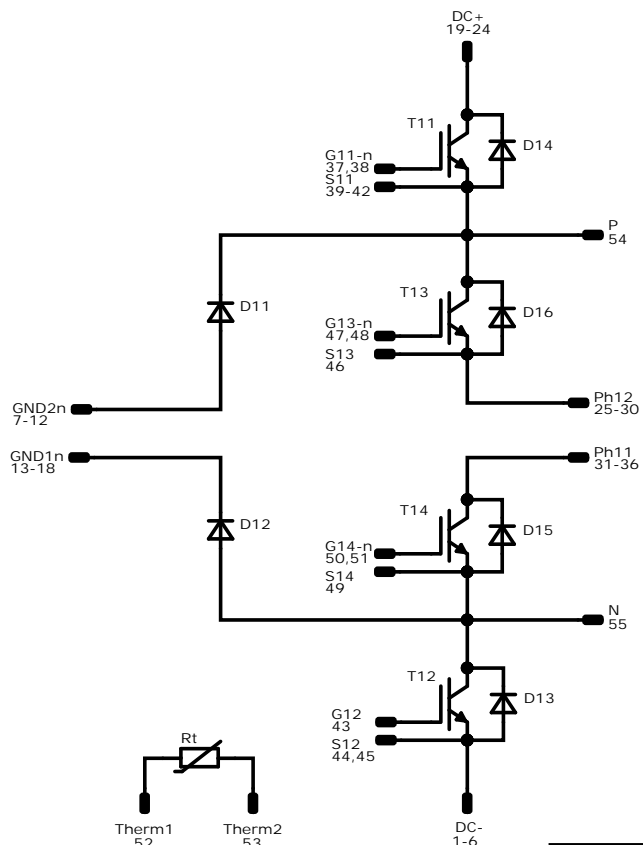 DC+
19-24
T11
D14
G11-n
37,38
S11
39-42
P
54
D11
T13
D16
G13-n
47,48
S13
46
GND2n
7-12
Ph12
25-30
GND1n
13-18
Ph11
31-36
T14
D12
D15
G14-n
50,51
S14
49
N
55
T12
D13
G12
43
S12
44,45
Rt
Therm1
52
Therm2
53
DC-
1-6